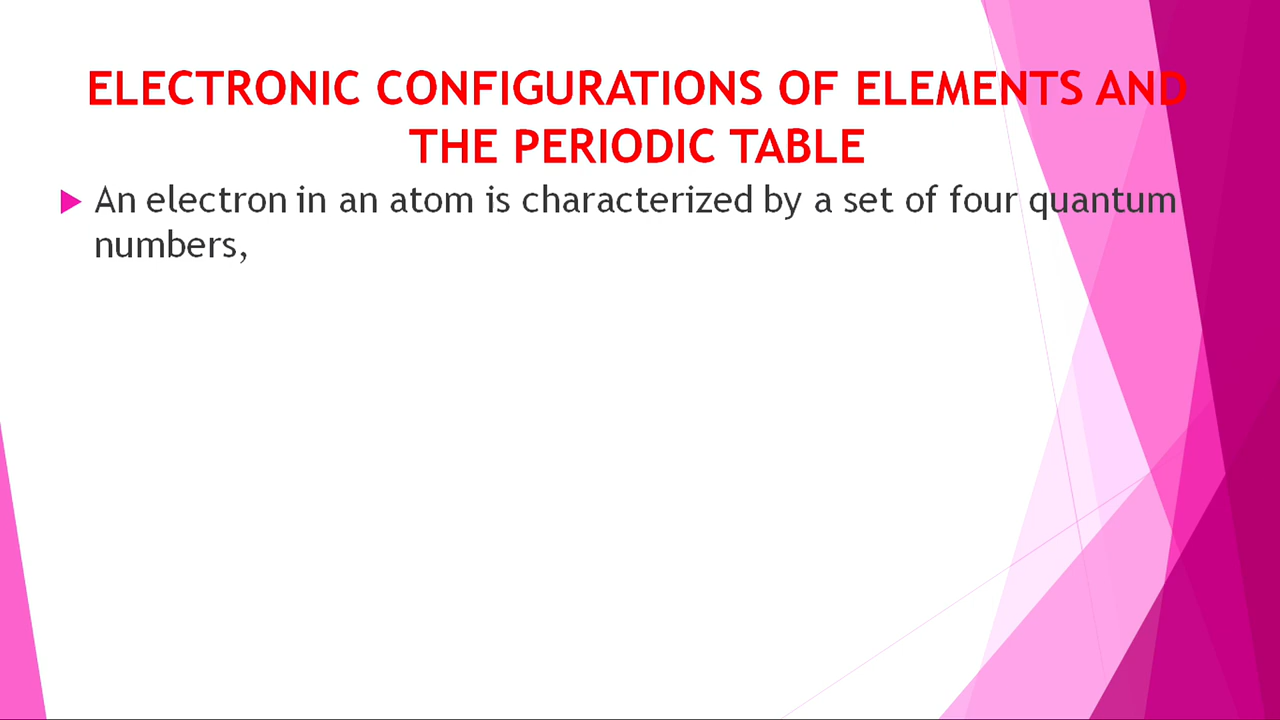 ELECTRONIC CONFIGURATIONS OF ELEMENTS AND
THE PERIODIC TABLE
An electron in an atom is characterized by a set of four quantum
numbers,